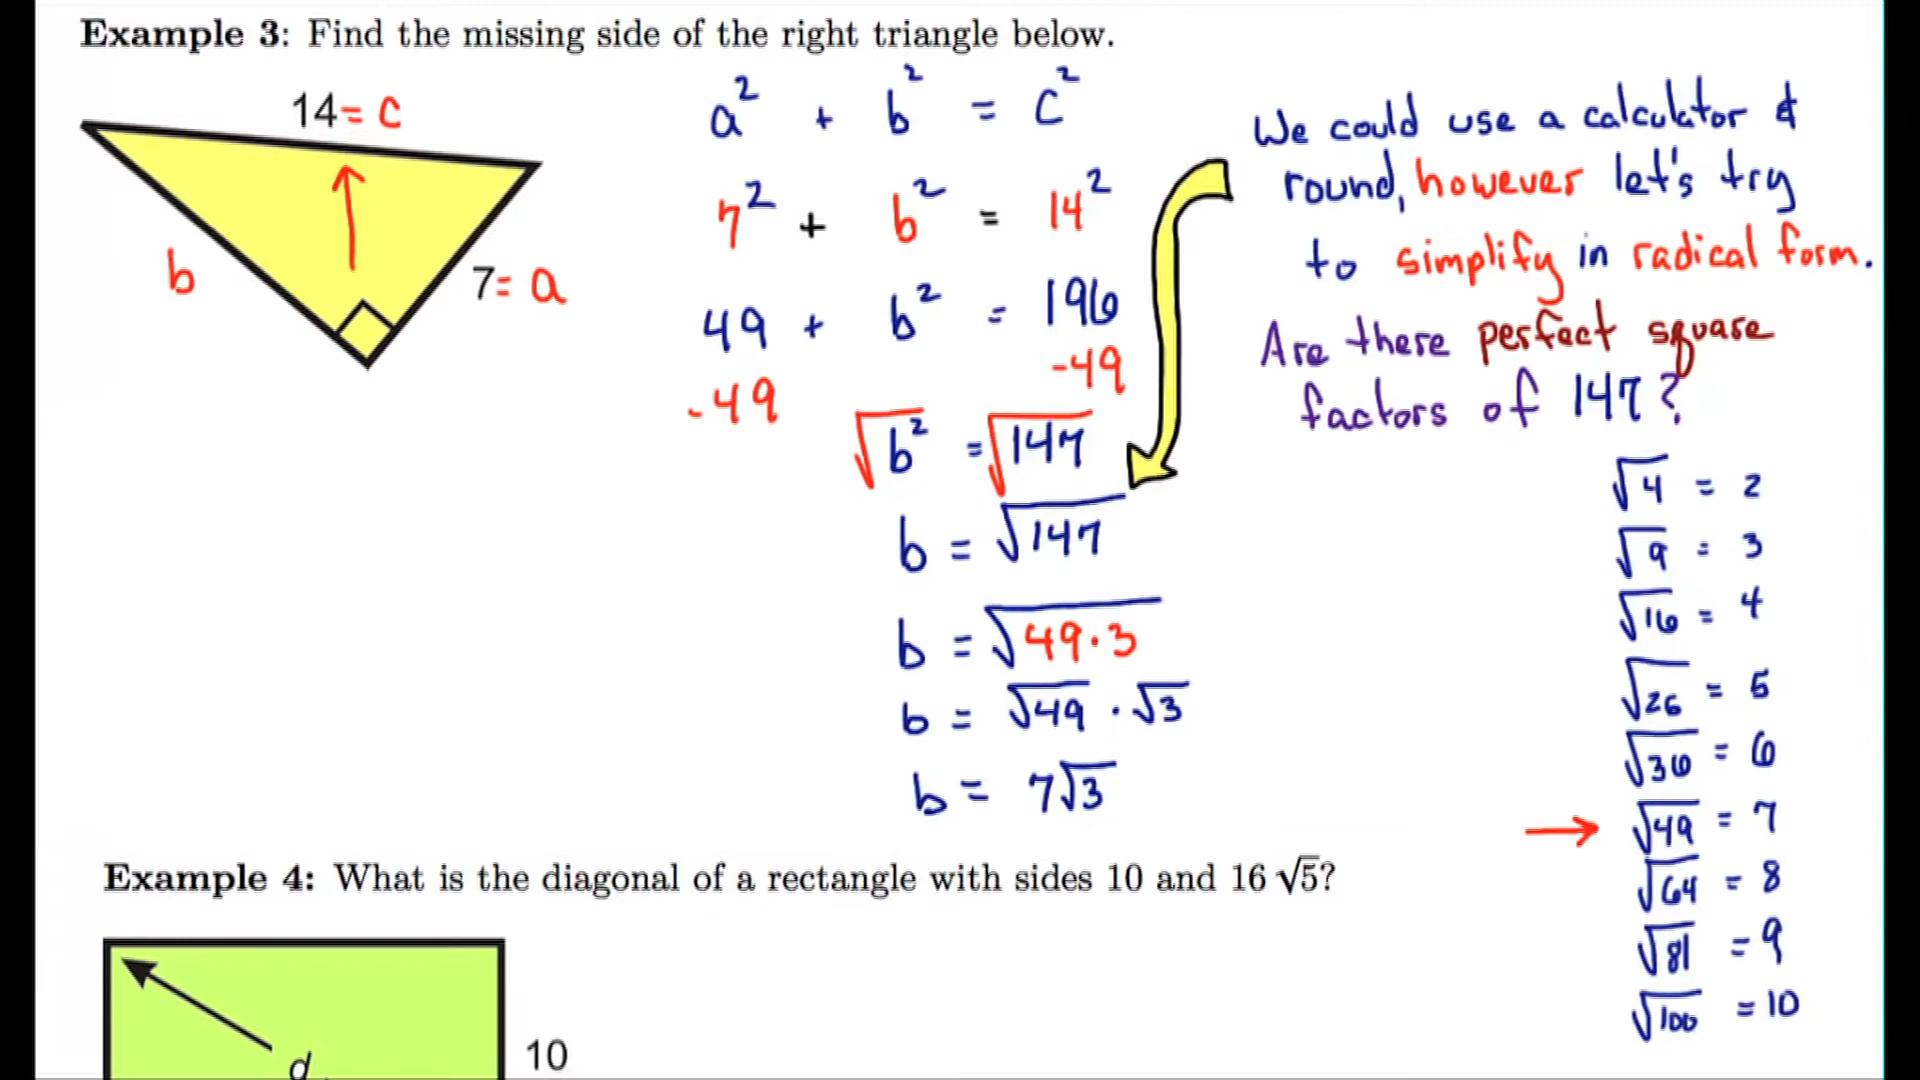 Example 3: Find the missing side of the right triangle below.
14 = c
b
7 = a
a² + b² = c²
7² + b² = 14²
49 + b² = 196
-49 -49
√b² = √147
b = √147
b = √49·3
b = √49 · √3
b = 7√3
We could use a calculator &
round, however let's try
to simplify in radical form.
Are there perfect square
factors of 147?
√4 = 2
√9 = 3
√16 = 4
√25 = 5
√36 = 6
√49 = 7
√64 = 8
√81 = 9
√100 = 10
Example 4: What is the diagonal of a rectangle with sides 10 and 16 √5?
d
10